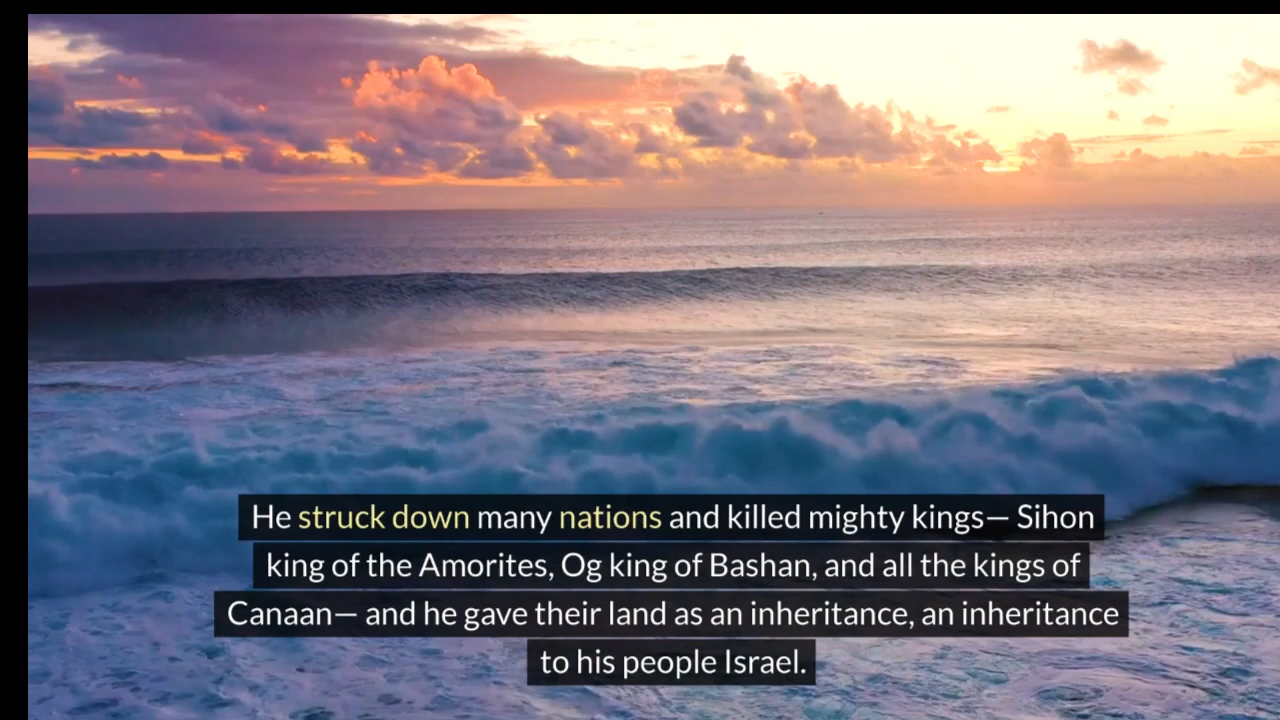 He struck down many nations and killed mighty kings— Sihon
king of the Amorites, Og king of Bashan, and all the kings of
Canaan— and he gave their land as an inheritance, an inheritance
to his people Israel.